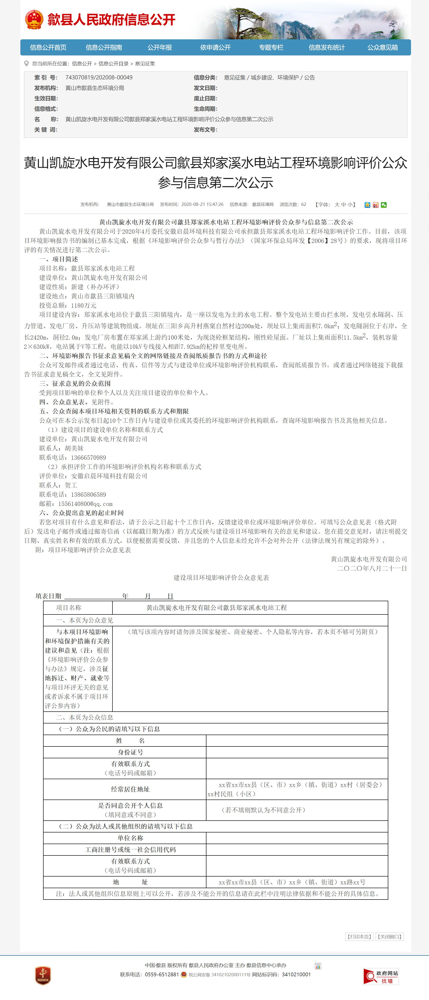 歙县人民政府信息公开
信息公开首页 信息公开指南 公开年报 依申请公开 专题专栏 信息发布统计 公众意见箱
您当前所在位置：信息公开 > 信息公开目录 > 意见征集
索 引 号： 743070819/202008-00049 信息分类： 意见征集 / 城乡建设、环境保护 / 公告
发布机构： 黄山市歙县生态环境分局 发文日期：
生效日期： 废止日期：
信息格式： 生命周期：
名 称： 黄山凯旋水电开发有限公司歙县郑家溪水电站工程环境影响评价公众参与信息第二次公示
关 键 词： 发布文号：
黄山凯旋水电开发有限公司歙县郑家溪水电站工程环境影响评价公众
参与信息第二次公示
发布机构： 黄山市歙县生态环境分局 发布时间：2020-08-21 15:47:26 信息来源： 歙县环境局 浏览次数：62 【字体： 大 中 小】
黄山凯旋水电开发有限公司歙县郑家溪水电站工程环境影响评价公众参与信息第二次公示
黄山凯旋水电开发有限公司于2020年4月委托安徽启晨环境科技有限公司承担歙县郑家溪水电站工程环境影响评价工作。目前，该项
目环境影响报告书的编制已基本完成，根据《环境影响评价公众参与暂行办法》（国家环保总局环发【2006】28号）的要求，现将项目环
评的有关情况进行第二次公示。
一、项目简述
项目名称：歙县郑家溪水电站工程
建设单位：黄山凯旋水电开发有限公司
建设性质：新建（补办环评）
建设地点：黄山市歙县三阳镇境内
投资总额：1180万元
项目建设内容：郑家溪水电站位于歙县三阳镇境内，是一座以发电为主的水电工程。整个发电站主要由拦水坝、发电引水隧洞、压
力管道、发电厂房、升压站等建筑物组成。坝址在三阳乡高升村燕窠自然村边200m处，坝址以上集雨面积7.0km2；发电隧洞位于右岸，全
长2420m，洞径2.0m；发电厂房布置在郑家溪上游约100米处，为现浇砼框架结构，刚性砼屋面。厂址以上集雨面积11.5km2，装机容量
2×630kW，电站属于V等工程，电能以10kV专线接入相距7.92km的杞梓里变电所。
二、环境影响报告书征求意见稿全文的网络链接及查阅纸质报告书的方式和途径
公众可发邮件或者通过电话、传真、信件等方式与建设单位或环境影响评价机构联系，查阅纸质报告书。或者通过网络链接下载报
告书征求意见稿全文，全文见附件。
三、征求意见的公众范围
受到项目影响的单位和个人以及关注项目建设的单位和个人。
四、公众意见表。见附件。
五、公众查阅本项目环境相关资料的联系方式和期限
公众可在本公示发布日起10个工作日内与建设单位或其委托的环境影响评价机构联系，查询环境影响报告书及其他相关信息。
（1）建设项目的建设单位名称和联系方式
建设单位：黄山凯旋水电开发有限公司
联系人：胡美妹
联系电话：13666570989
（2）承担评价工作的环境影响评价机构名称和联系方式
评价单位：安徽启晨环境科技有限公司
联系人：贺工
联系电话：13865806589
邮箱：1556140800@qq.com
六、公众提出意见的起止时间
若您对项目有什么意见和看法，请于公示之日起十个工作日内，反馈建设单位或环境影响评价单位。可填写公众意见表（格式附
后）发送电子邮件或通过邮寄信函（以邮戳日期为准）的方式反映与建设项目环境影响有关的意见和建议。您在提交意见时，请注明提交
日期、真实姓名和有效的联系方式，以便根据需要反馈，并且您的个人信息未经允许不会对外公开（法律法规另有规定的除外）。
附：项目环境影响评价公众意见表
黄山凯旋水电开发有限公司
二〇二〇年八月二十一日
建设项目环境影响评价公众意见表
填表日期 年 月 日
项目名称 黄山凯旋水电开发有限公司歙县郑家溪水电站工程
一、本页为公众意见
与本项目环境影响 （填写该项内容时请勿涉及国家秘密、商业秘密、个人隐私等内容，若本页不够可另附页）
和环境保护措施有关的
建议和意见（注：根据
《环境影响评价公众参
与办法》规定，涉及征
地拆迁、财产、就业等
与项目环评无关的意见
或者诉求不属于项目环
评公参内容）
二、本页为公众信息
（一）公众为公民的请填写以下信息
姓 名
身份证号
有效联系方式
（电话号码或邮箱）
经常居住地址 xx省xx市xx县（区、市）xx乡（镇、街道）xx村（居委会）
xx村民组（小区）
是否同意公开个人信息
（填同意或不同意） （若不填则默认为不同意公开）
（二）公众为法人或其他组织的请填写以下信息
单位名称
工商注册号或统一社会信用代码
有效联系方式
（电话号码或邮箱）
地 址 xx省xx市xx县（区、市）xx乡（镇、街道）xx路xx号
注：法人或其他组织信息原则上可以公开，若涉及不能公开的信息请在此栏中注明法律依据和不能公开的具体信息。
【打印本页】 【关闭窗口】
中国·歙县 版权所有 歙县人民政府办公室 主办 歙县信息中心承办
联系电话：0559-6512881 皖公网安备 34102102000111号 网站标识码：3410210001
党政机关
政府网站
找错